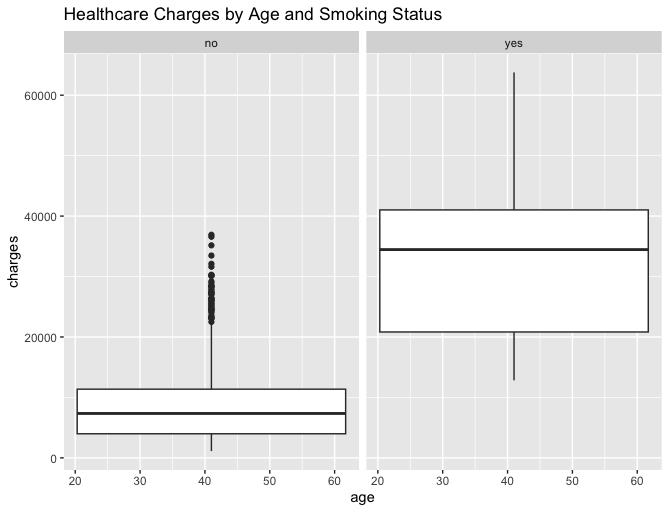 Healthcare Charges by Age and Smoking Status
no
yes
60000
40000
20000
0
charges
20 30 40 50 60
20 30 40 50 60
age